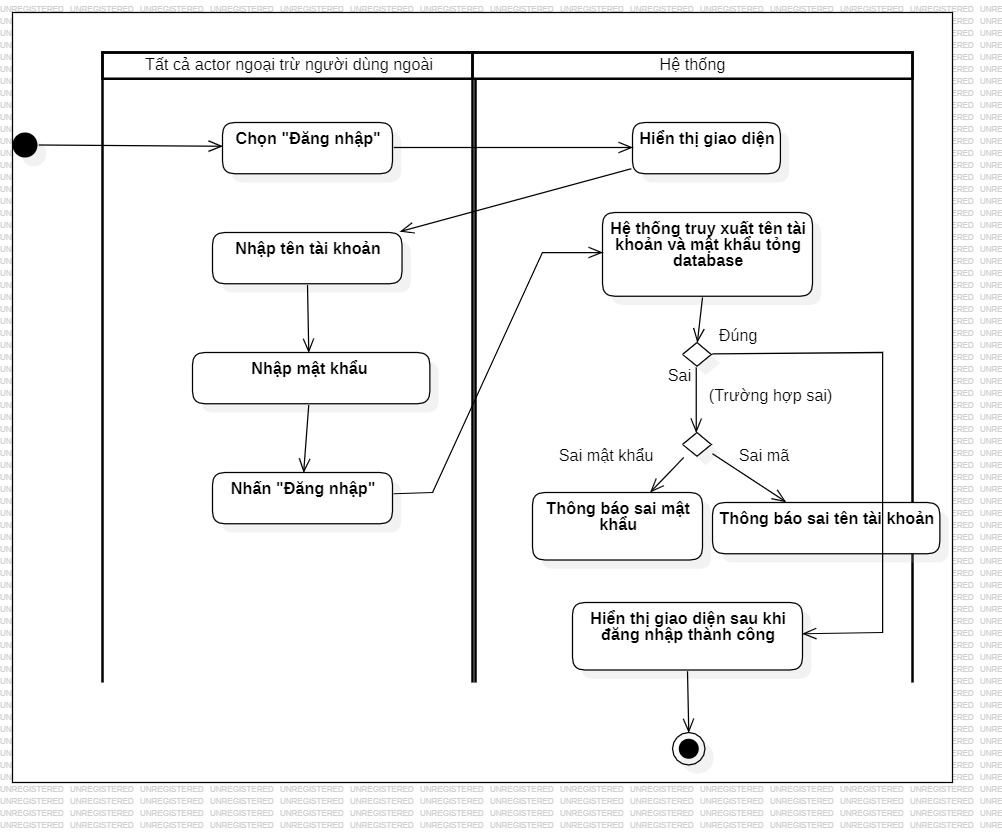 Tất cả actor ngoại trừ người dùng ngoài
Hệ thống
Chọn "Đăng nhập"
Hiển thị giao diện
Nhập tên tài khoản
Hệ thống truy xuất tên tài
khoản và mật khẩu tỏng
database
Đúng
Nhập mật khẩu
Sai
(Trường hợp sai)
Sai mật khẩu
Sai mã
Nhấn "Đăng nhập"
Thông báo sai mật
khẩu
Thông báo sai tên tài khoản
Hiển thị giao diện sau khi
đăng nhập thành công
UNREGISTERED